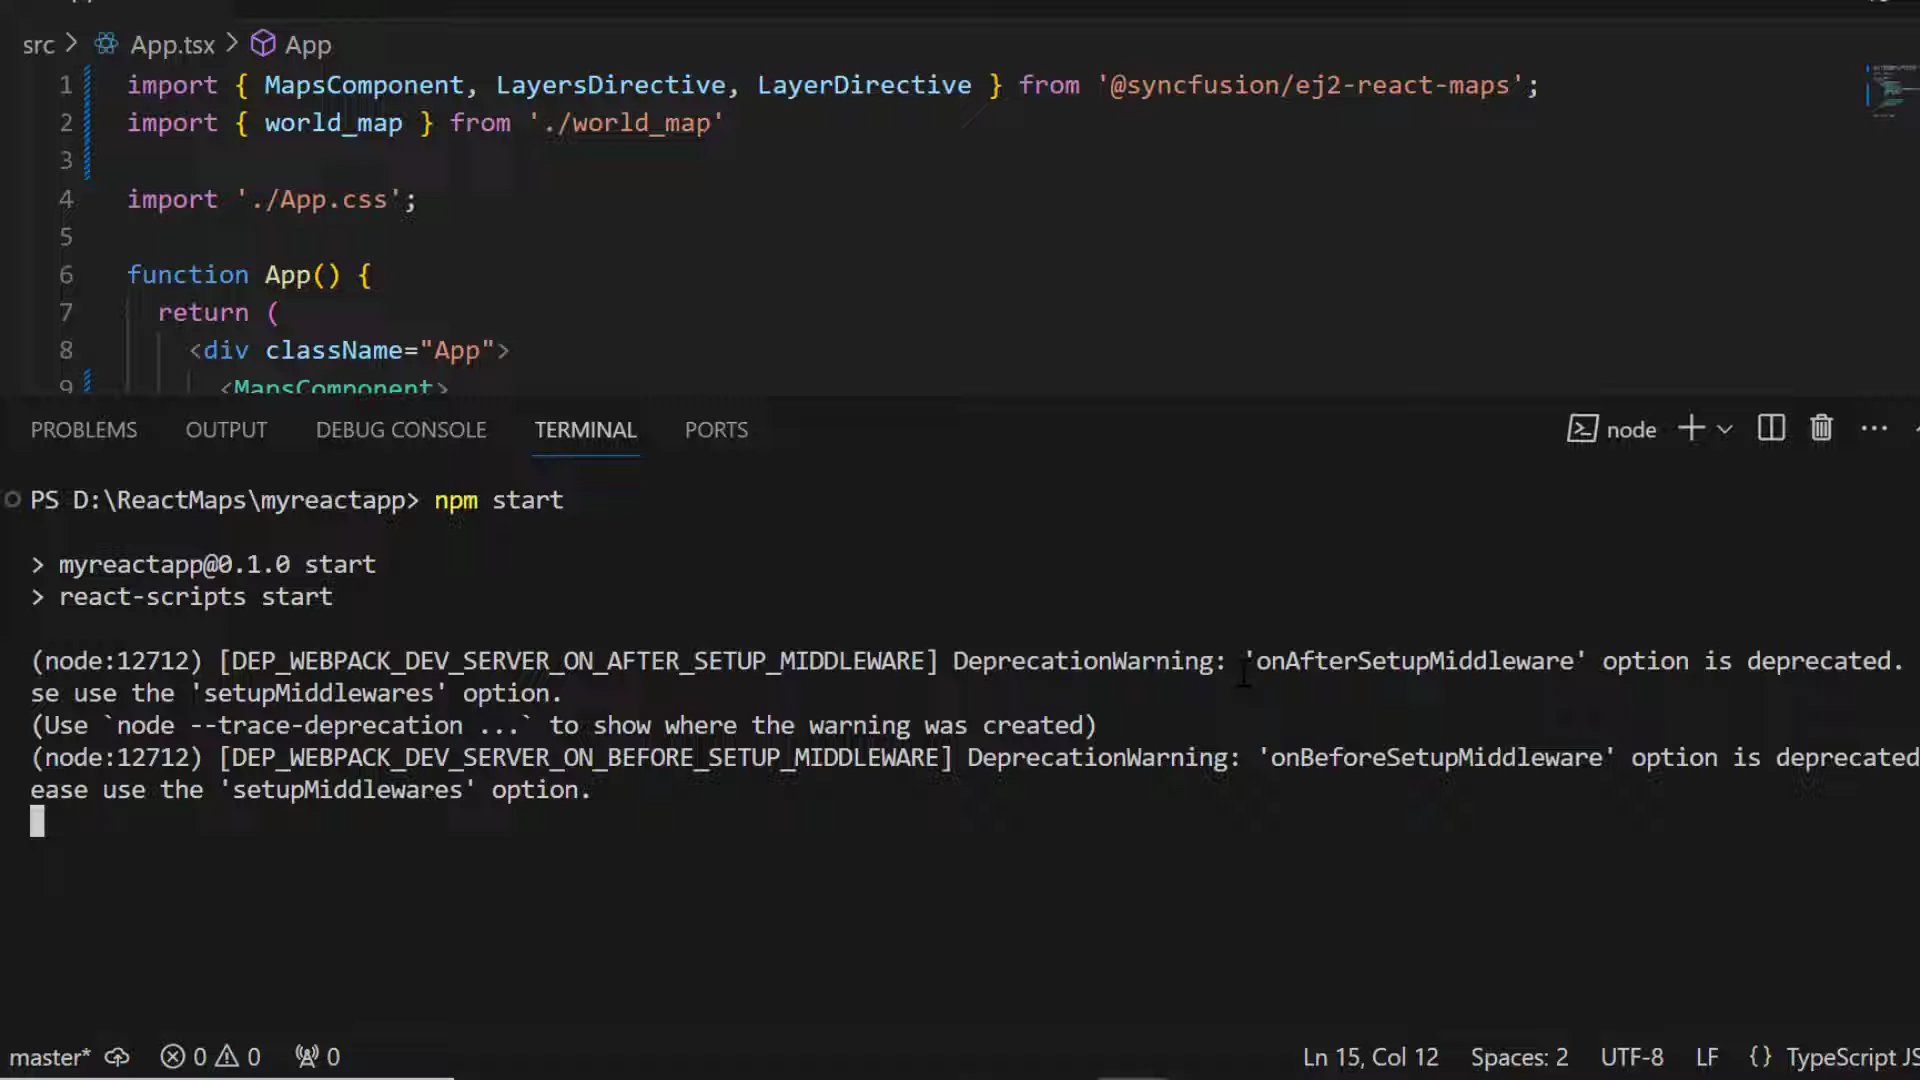 src > App.tsx > App
1 import { MapsComponent, LayersDirective, LayerDirective } from '@syncfusion/ej2-react-maps';
2 import { world_map } from './world_map'
3
4 import './App.css';
5
6 function App() {
7 return (
8 <div className="App">
9 <MapsComponent>
PROBLEMS OUTPUT DEBUG CONSOLE TERMINAL PORTS
node
PS D:\ReactMaps\myreactapp> npm start
> myreactapp@0.1.0 start
> react-scripts start
(node:12712) [DEP_WEBPACK_DEV_SERVER_ON_AFTER_SETUP_MIDDLEWARE] DeprecationWarning: 'onAfterSetupMiddleware' option is deprecated.
se use the 'setupMiddlewares' option.
(Use `node --trace-deprecation ...` to show where the warning was created)
(node:12712) [DEP_WEBPACK_DEV_SERVER_ON_BEFORE_SETUP_MIDDLEWARE] DeprecationWarning: 'onBeforeSetupMiddleware' option is deprecated
ease use the 'setupMiddlewares' option.
master* 0 0 0 Ln 15, Col 12 Spaces: 2 UTF-8 LF {} TypeScript JS